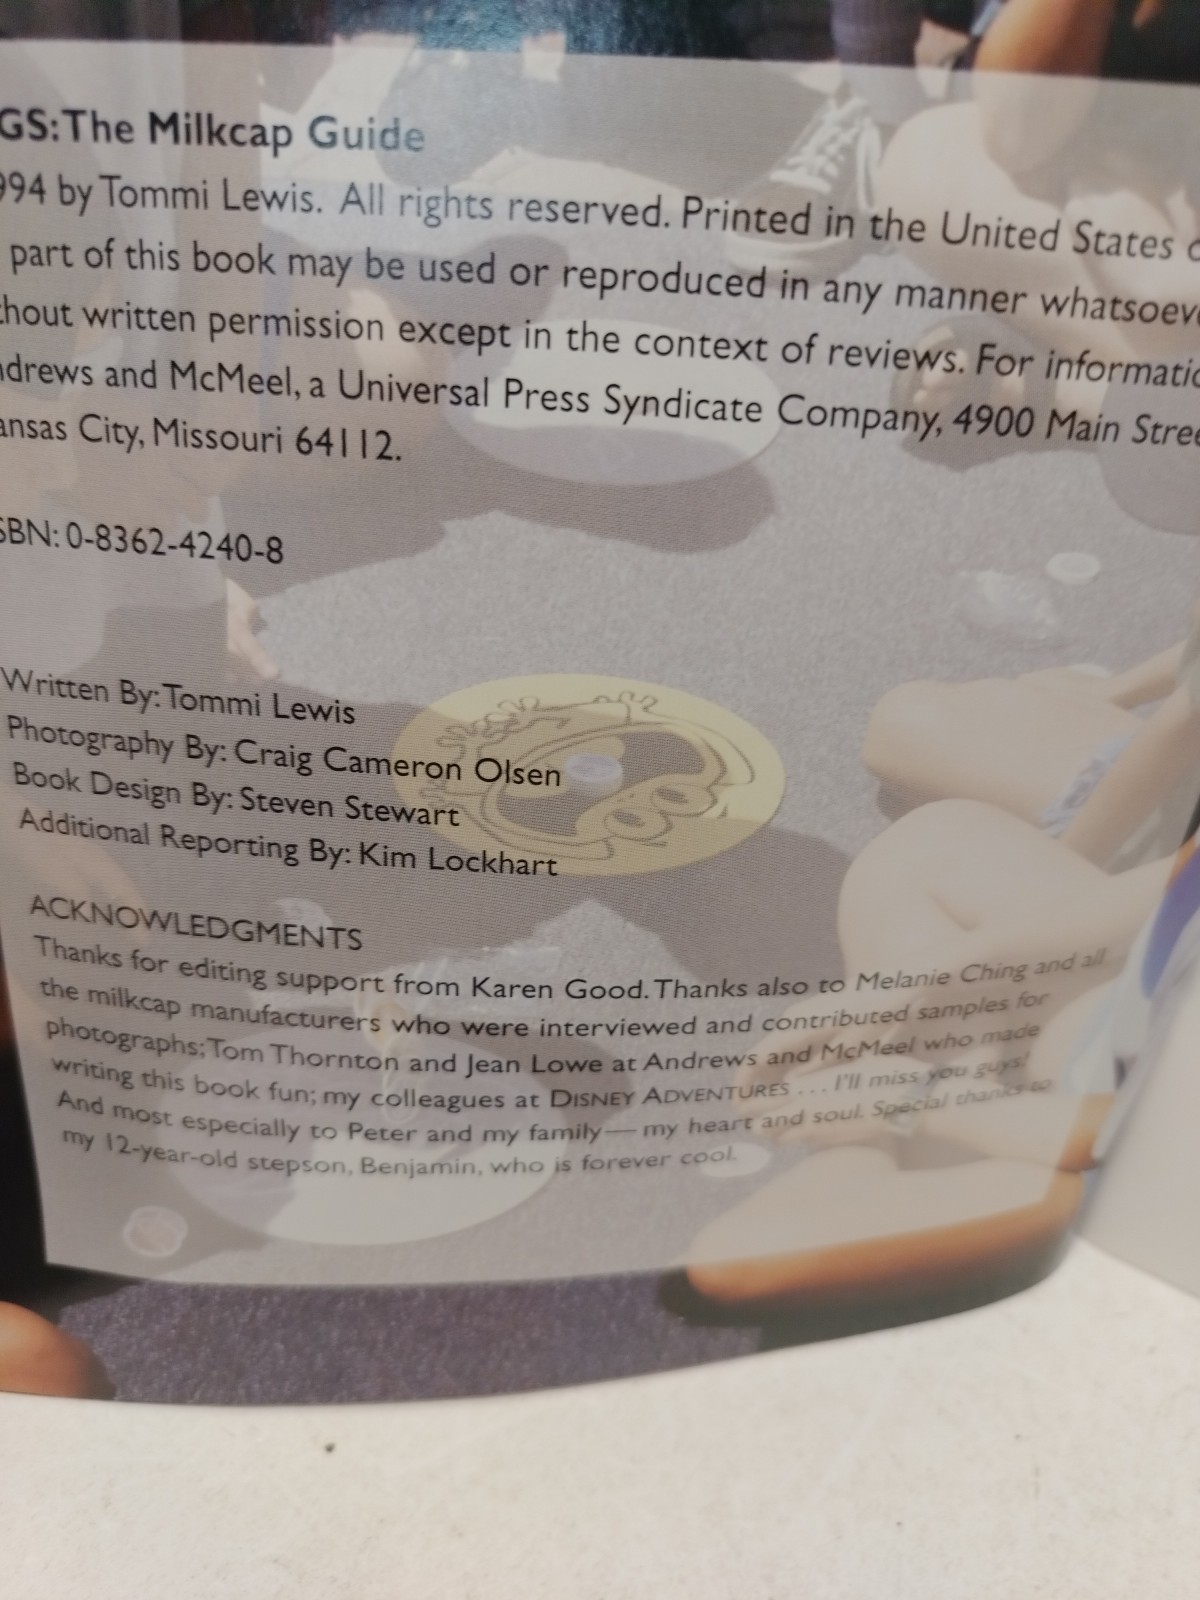 GS: The Milkcap Guide
994 by Tommi Lewis. All rights reserved. Printed in the United States
part of this book may be used or reproduced in any manner whatsoev
hout written permission except in the context of reviews. For informatio
drews and McMeel, a Universal Press Syndicate Company, 4900 Main Stree
ansas City, Missouri 64112.
SBN: 0-8362-4240-8
Written By: Tommi Lewis
Photography By: Craig Cameron Olsen
Book Design By: Steven Stewart
Additional Reporting By: Kim Lockhart
ACKNOWLEDGMENTS
Thanks for editing support from Karen Good. Thanks also to Melanie Ching and all
the milkcap manufacturers who were interviewed and contributed samples for
photographs; Tom Thornton and Jean Lowe at Andrews and McMeel who made
writing this book fun; my colleagues at DISNEY ADVENTURES . . . I'll miss you guys!
And most especially to Peter and my family — my heart and soul. Special thanks to
my 12-year-old stepson, Benjamin, who is forever cool.